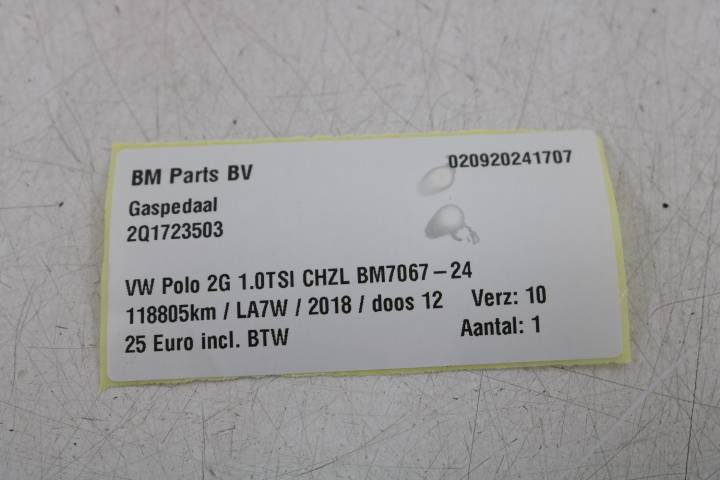 BM Parts BV 020920241707
Gaspedaal
2Q1723503
VW Polo 2G 1.0TSI CHZL BM7067-24
118805km / LA7W / 2018 / doos 12 Verz: 10
25 Euro incl. BTW Aantal: 1